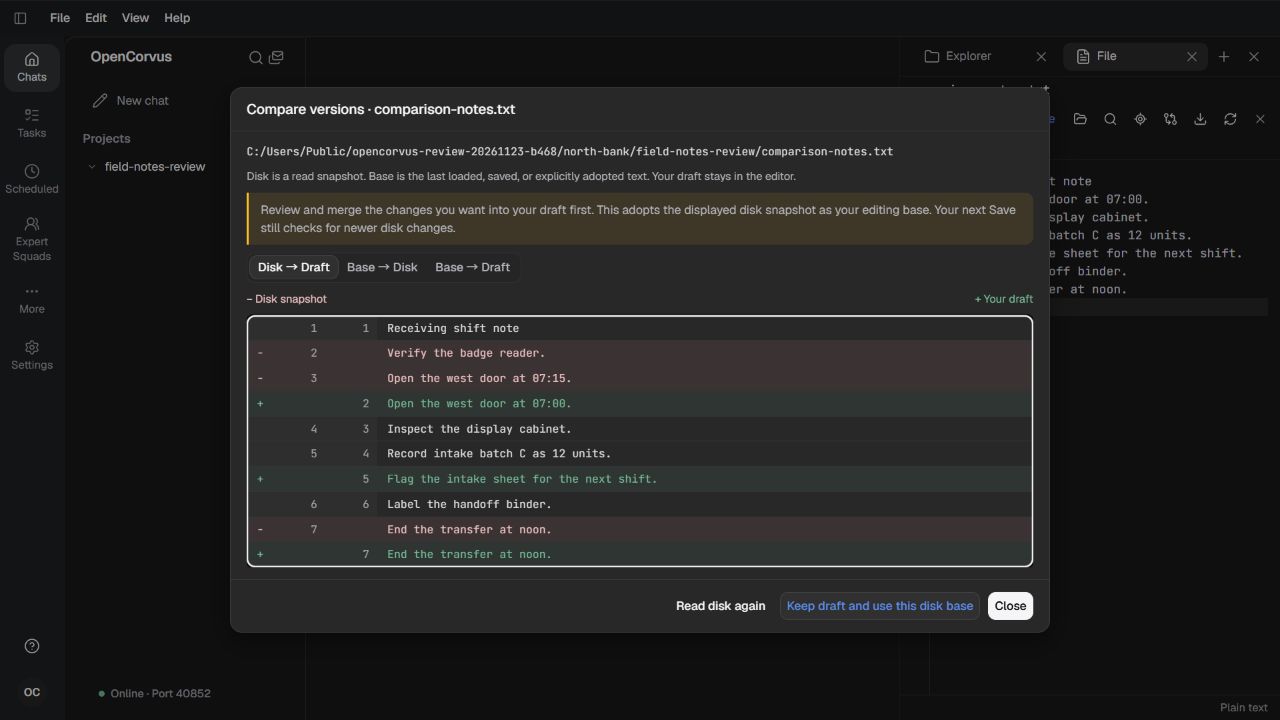 File Edit View Help
OpenCorvus
Explorer
File
Chats
New chat
Tasks
Projects
field-notes-review
Scheduled
Expert
Squads
More
Settings
Compare versions · comparison-notes.txt
C:/Users/Public/opencorvus-review-20261123-b468/north-bank/field-notes-review/comparison-notes.txt
Disk is a read snapshot. Base is the last loaded, saved, or explicitly adopted text. Your draft stays in the editor.
Review and merge the changes you want into your draft first. This adopts the displayed disk snapshot as your editing base. Your next Save
still checks for newer disk changes.
Disk → Draft Base → Disk Base → Draft
– Disk snapshot + Your draft
1 1 Receiving shift note
- 2 Verify the badge reader.
- 3 Open the west door at 07:15.
+ 2 Open the west door at 07:00.
4 3 Inspect the display cabinet.
5 4 Record intake batch C as 12 units.
+ 5 Flag the intake sheet for the next shift.
6 6 Label the handoff binder.
- 7 End the transfer at noon.
+ 7 End the transfer at noon.
Read disk again Keep draft and use this disk base Close
t note
door at 07:00.
splay cabinet.
batch C as 12 units.
e sheet for the next shift.
off binder.
er at noon.
OC
Online · Port 40852
Plain text